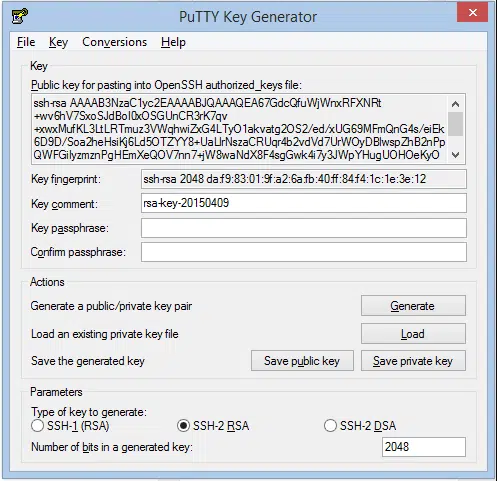 PuTTY Key Generator
File Key Conversions Help
Key
Public key for pasting into OpenSSH authorized_keys file:
ssh-rsa AAAAB3NzaC1yc2EAAAABJQAAAQEA67GdcQfuWjWnxRFXNRt
+wv6hV7SxoSJdBoI0xOSGUnCR3rK7qv
+xwxMufKL3LtLRTmuz3VWqhwiZxG4LTyO1akvatg2OS2/ed/xUG69MFmQnG4s/eiEk
6D9D/Soa2heHsiKj6Ld5OTZYY8+UaUrNszaCRUqr4b2vdVd7UrWOyDBlwspZhB2nPp
QWFGiIyzmznPgHEmXeQOV7nn7+jW8waNdX8F4sgGwk4i7y3JWpYHugUOHOeKyO
Key fingerprint: ssh-rsa 2048 da:f9:83:01:9f:a2:6a:fb:40:ff:84:f4:1c:1e:3e:12
Key comment: rsa-key-20150409
Key passphrase:
Confirm passphrase:
Actions
Generate a public/private key pair Generate
Load an existing private key file Load
Save the generated key Save public key Save private key
Parameters
Type of key to generate:
SSH-1 (RSA) SSH-2 RSA SSH-2 DSA
Number of bits in a generated key: 2048